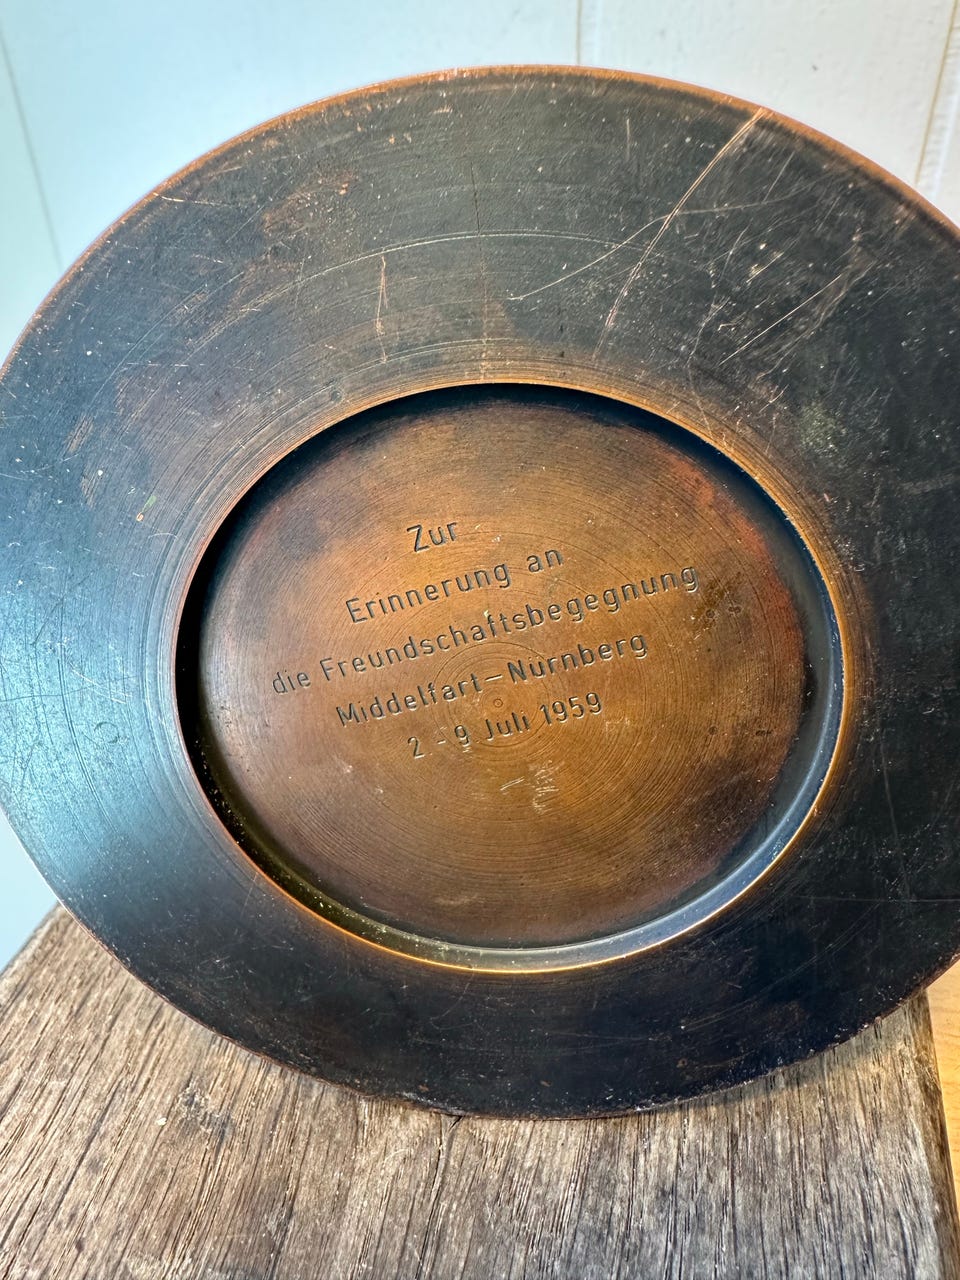 Zur
Erinnerung an
die Freundschaftsbegegnung
Middelfart–Nürnberg
2 - 9 Juli 1959